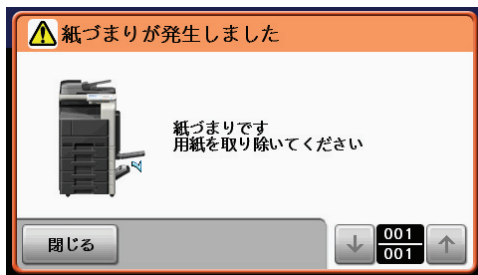 紙づまりが発生しました
紙づまりです
用紙を取り除いてください
閉じる
001
001